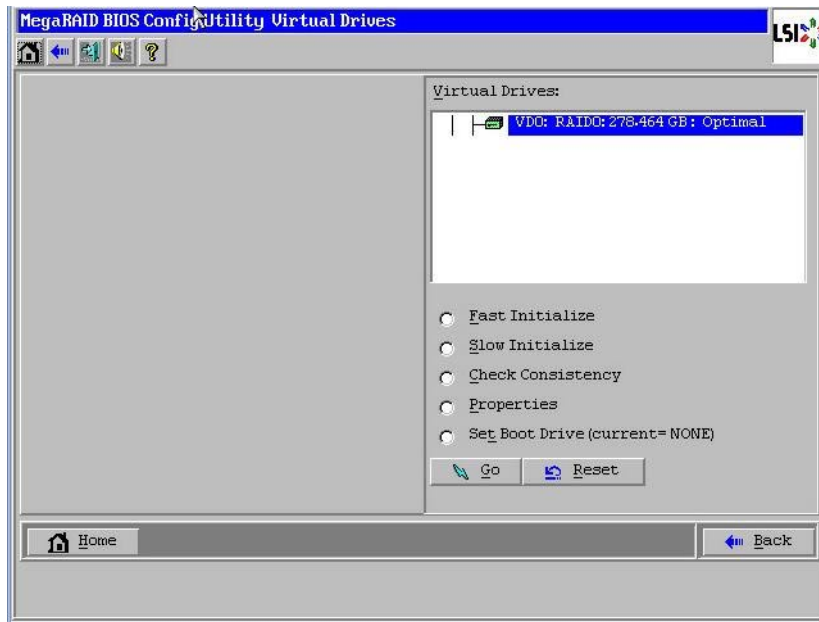 MegaRAID BIOS Config Utility Virtual Drives
LSI
?
Virtual Drives:
VD0: RAID0: 278.464 GB: Optimal
Fast Initialize
Slow Initialize
Check Consistency
Properties
Set Boot Drive (current= NONE)
Go
Reset
Home
Back